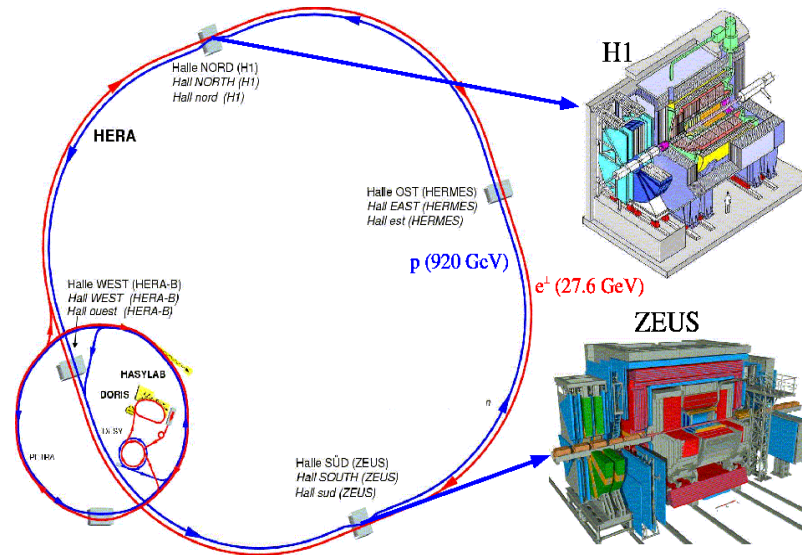 Halle NORD (H1)
Hall NORTH (H1)
Hall nord (H1)
H1
HERA
Halle OST (HERMES)
Hall EAST (HERMES)
Hall est (HERMES)
p (920 GeV)
e± (27.6 GeV)
Halle WEST (HERA-B)
Hall WEST (HERA-B)
Hall ouest (HERA-B)
ZEUS
HASYLAB
DORIS
DESY
PETRA
Halle SÜD (ZEUS)
Hall SOUTH (ZEUS)
Hall sud (ZEUS)